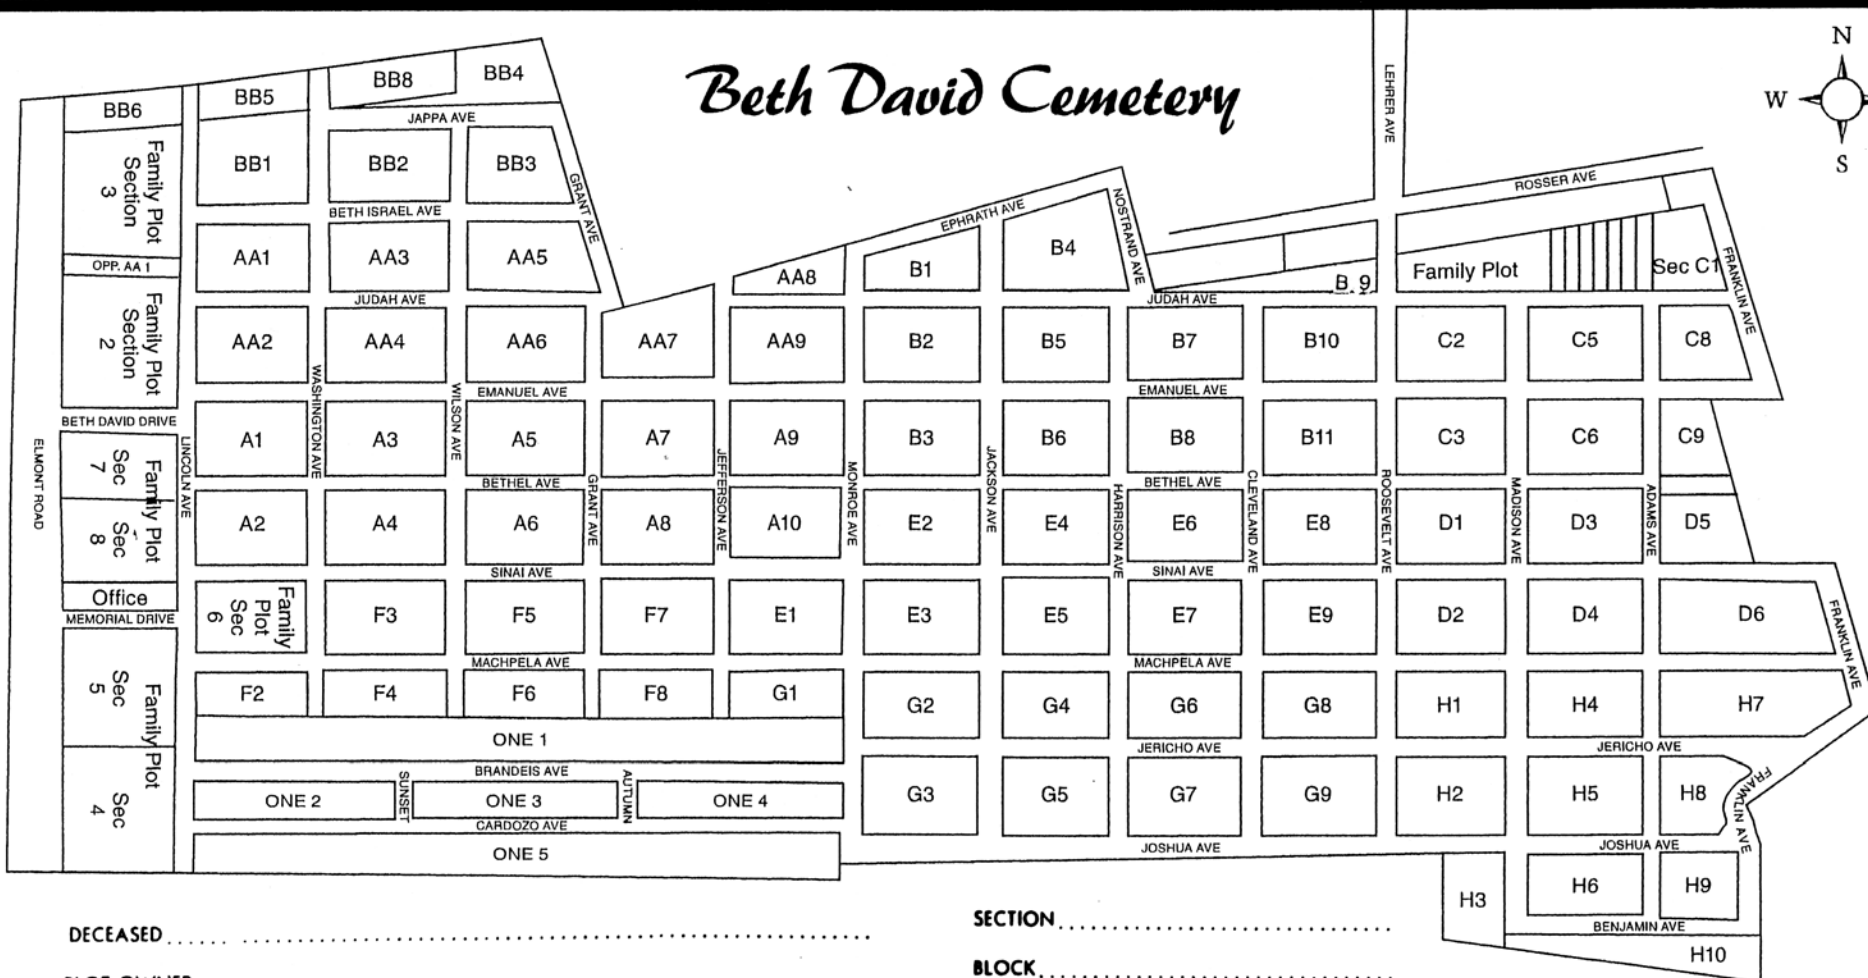 Beth David Cemetery
N
W
S
LEHRER AVE
ROSSER AVE
BB6
BB5
BB8
BB4
JAPPA AVE
Family Plot
Section
3
BB1
BB2
BB3
GRANT AVE
BETH ISRAEL AVE
EPHRATH AVE
NOSTRAND AVE
OPP. AA 1
AA1
AA3
AA5
AA8
B1
B4
B 9
Family Plot
Sec C1
FRANKLIN AVE
JUDAH AVE
JUDAH AVE
Family Plot
Section
2
AA2
AA4
AA6
AA7
AA9
B2
B5
B7
B10
C2
C5
C8
WASHINGTON AVE
WILSON AVE
EMANUEL AVE
EMANUEL AVE
BETH DAVID DRIVE
ELMONT ROAD
LINCOLN AVE
Family Plot
Sec
7
A1
A3
A5
A7
A9
B3
B6
B8
B11
C3
C6
C9
BETHEL AVE
BETHEL AVE
GRANT AVE
JEFFERSON AVE
MONROE AVE
JACKSON AVE
HARRISON AVE
CLEVELAND AVE
ROOSEVELT AVE
MADISON AVE
ADAMS AVE
Sec
8
A2
A4
A6
A8
A10
E2
E4
E6
E8
D1
D3
D5
SINAI AVE
SINAI AVE
Office
MEMORIAL DRIVE
Family
Plot
Sec
6
F3
F5
F7
E1
E3
E5
E7
E9
D2
D4
D6
FRANKLIN AVE
MACHPELA AVE
MACHPELA AVE
Family Plot
Sec
5
F2
F4
F6
F8
G1
G2
G4
G6
G8
H1
H4
H7
ONE 1
JERICHO AVE
JERICHO AVE
BRANDEIS AVE
Sec
4
ONE 2
SUNSET
ONE 3
AUTUMN
ONE 4
G3
G5
G7
G9
H2
H5
H8
FRANKLIN AVE
CARDOZO AVE
ONE 5
JOSHUA AVE
JOSHUA AVE
H3
H6
H9
BENJAMIN AVE
H10
DECEASED
SECTION
BLOCK